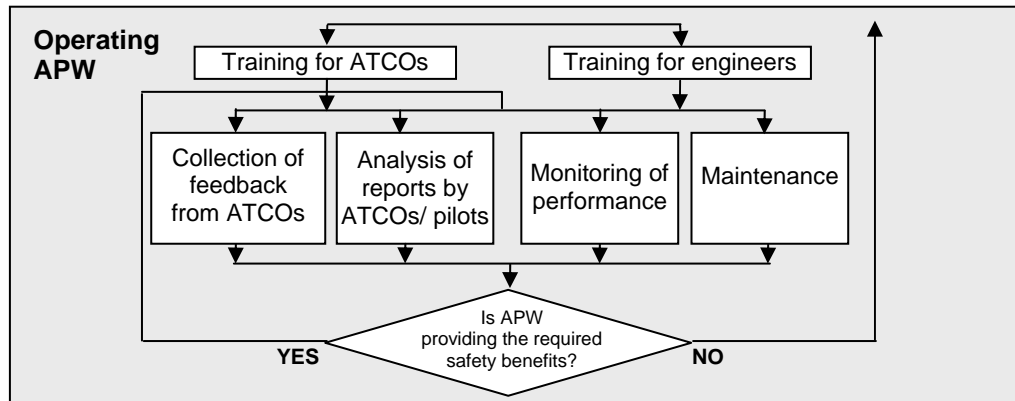 Operating
APW
Training for ATCOs
Training for engineers
Collection of
feedback
from ATCOs
Analysis of
reports by
ATCOs/ pilots
Monitoring of
performance
Maintenance
Is APW
providing the required
safety benefits?
YES
NO